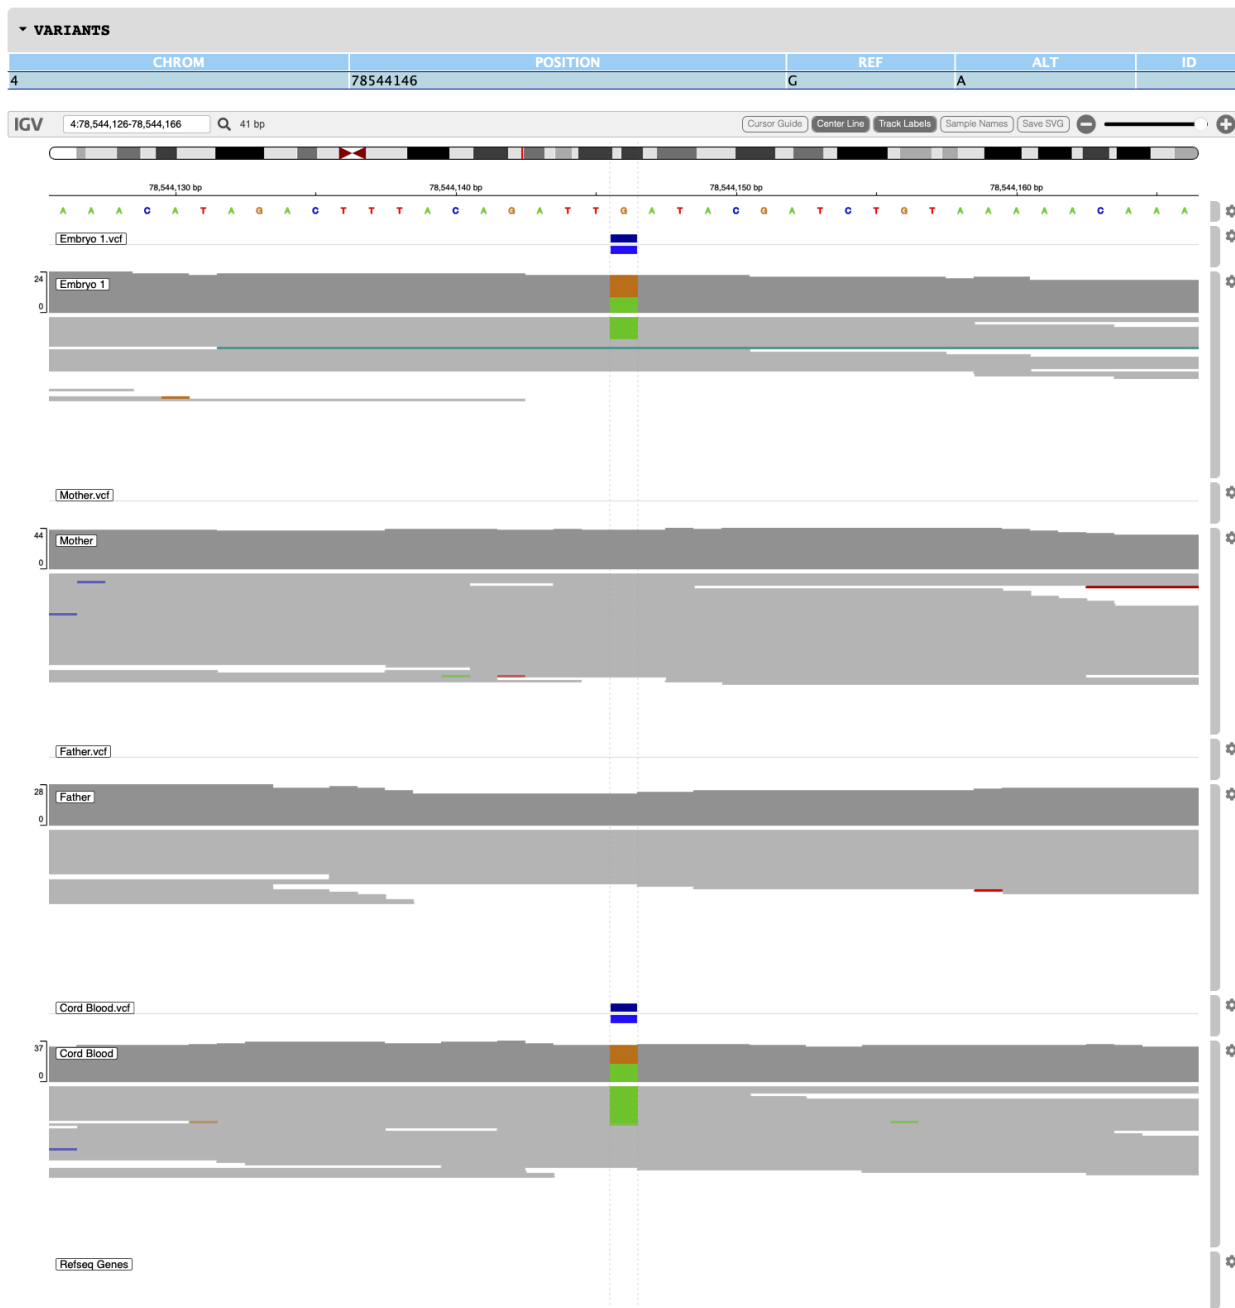 VARIANTS
CHROM POSITION REF ALT ID
4 78544146 G A
IGV 4:78,544,126-78,544,166 41 bp Cursor Guide Center Line Track Labels Sample Names Save SVG
78,544,130 bp 78,544,140 bp 78,544,150 bp 78,544,160 bp
A A A C A T A G A C T T T A C A G A T T G A T A C G A T C T G T A A A A A C A A A
Embryo 1.vcf
24
Embryo 1
0
Mother.vcf
44
Mother
0
Father.vcf
28
Father
0
Cord Blood.vcf
37
Cord Blood
0
Refseq Genes